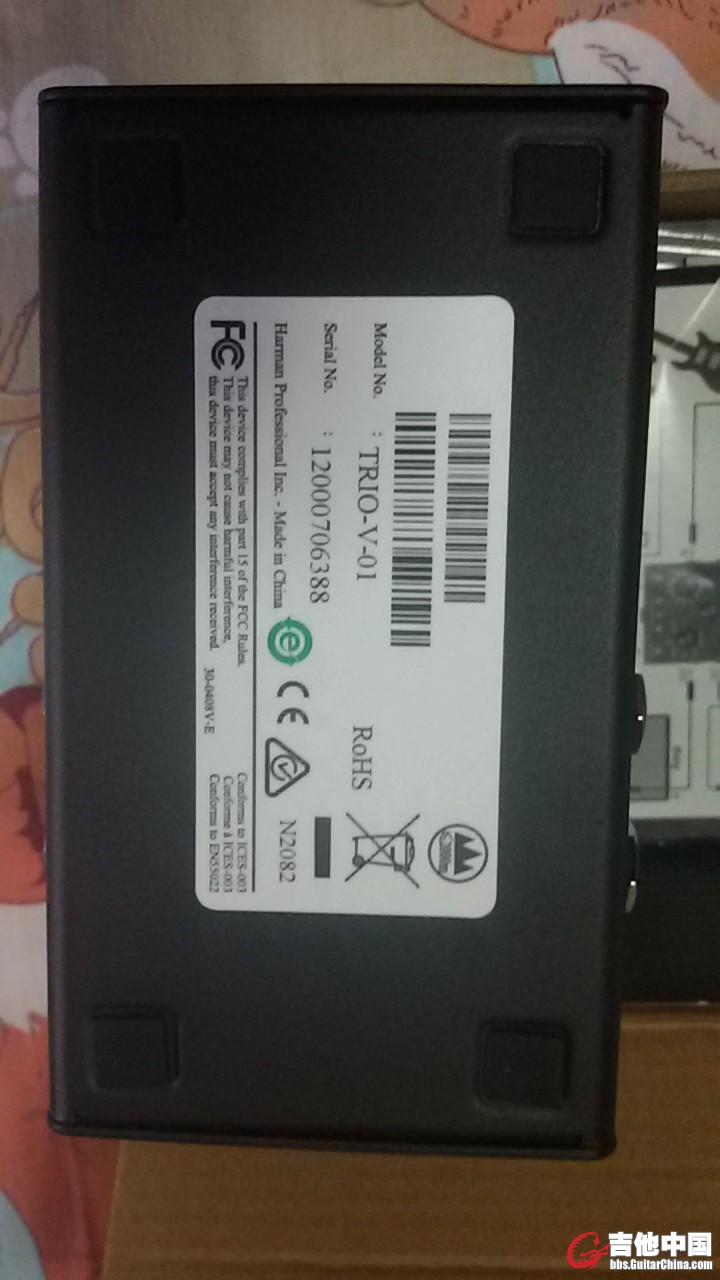 Model No. : TRIO-V-01
RoHS
≤2000m
Serial No. : 12000706388
Harman Professional Inc. - Made in China
e
CE
N2082
FC
This device complies with part 15 of the FCC Rules.
This device may not cause harmful interference,
this device must accept any interference received.
30-0408V-E
Conforms to ICES-003
Conforme à ICES-003
Conforms to EN55022
吉他中国
bbs.GuitarChina.com